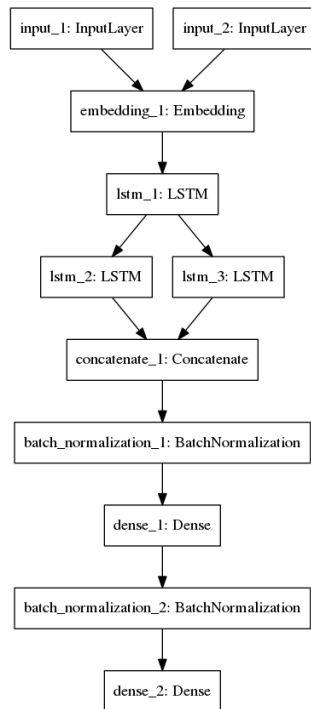 input_1: InputLayer
input_2: InputLayer
embedding_1: Embedding
lstm_1: LSTM
lstm_2: LSTM
lstm_3: LSTM
concatenate_1: Concatenate
batch_normalization_1: BatchNormalization
dense_1: Dense
batch_normalization_2: BatchNormalization
dense_2: Dense